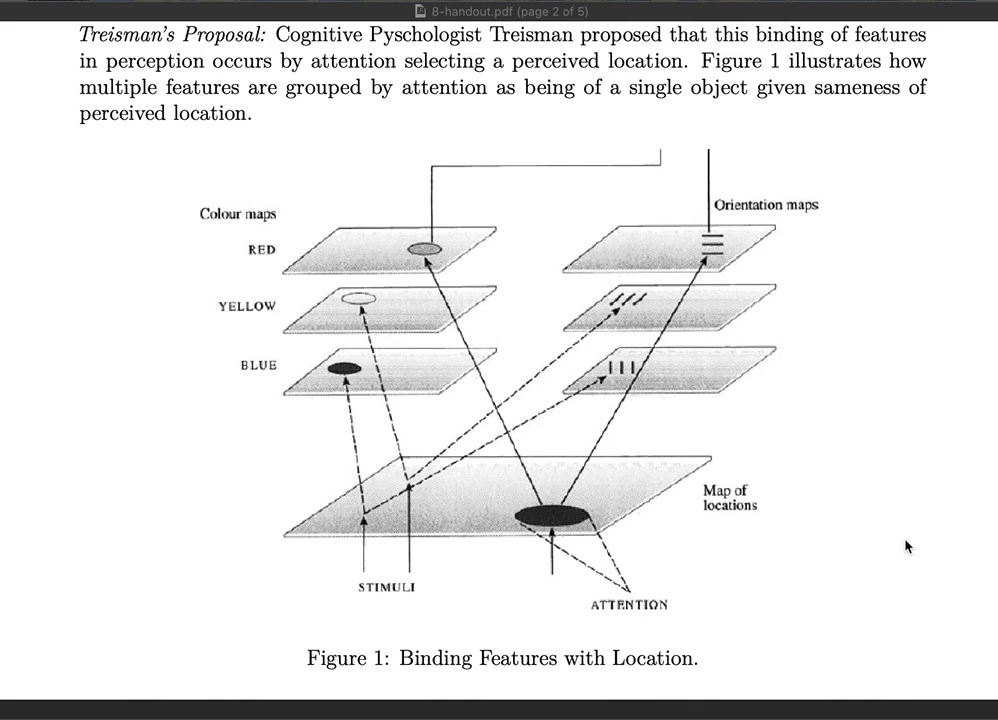 8-handout.pdf (page 2 of 5)
Treisman's Proposal: Cognitive Pyschologist Treisman proposed that this binding of features
in perception occurs by attention selecting a perceived location. Figure 1 illustrates how
multiple features are grouped by attention as being of a single object given sameness of
perceived location.
Colour maps
Orientation maps
RED
YELLOW
BLUE
Map of
locations
STIMULI
ATTENTION
Figure 1: Binding Features with Location.